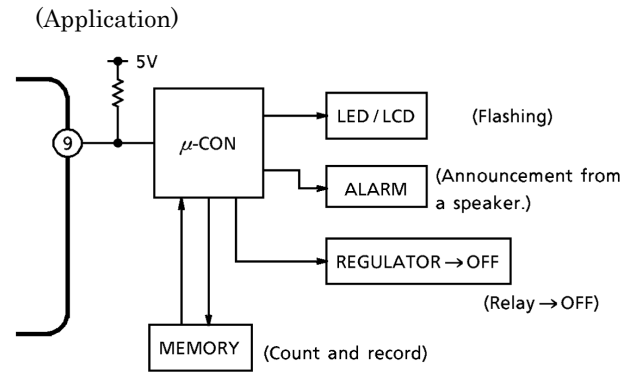 (Application)
5V
9
μ-CON
LED / LCD
(Flashing)
ALARM
(Announcement from
a speaker.)
REGULATOR → OFF
(Relay → OFF)
MEMORY
(Count and record)